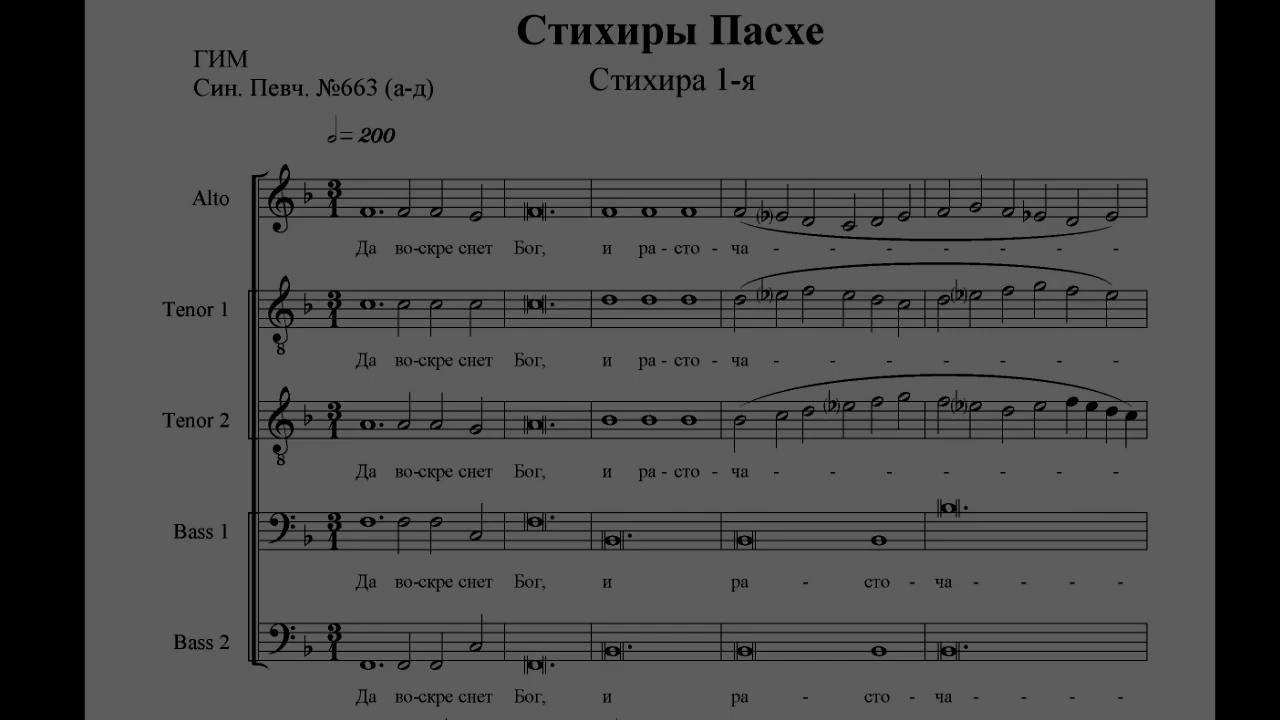 Стихиры Пасхе
ГИМ
Син. Певч. №663 (а-д)
Стихира 1-я
= 200
Alto
Да во-скре снет Бог, и ра - сто - ча - - - - - -
Tenor 1
8
Да во-скре снет Бог, и ра - сто - ча - - - - - -
Tenor 2
8
Да во-скре снет Бог, и ра - сто - ча - - - - - -
Bass 1
Да во-скре снет Бог, и ра - сто - ча - - - -
Bass 2
Да во-скре снет Бог, и ра - сто - ча - - - -